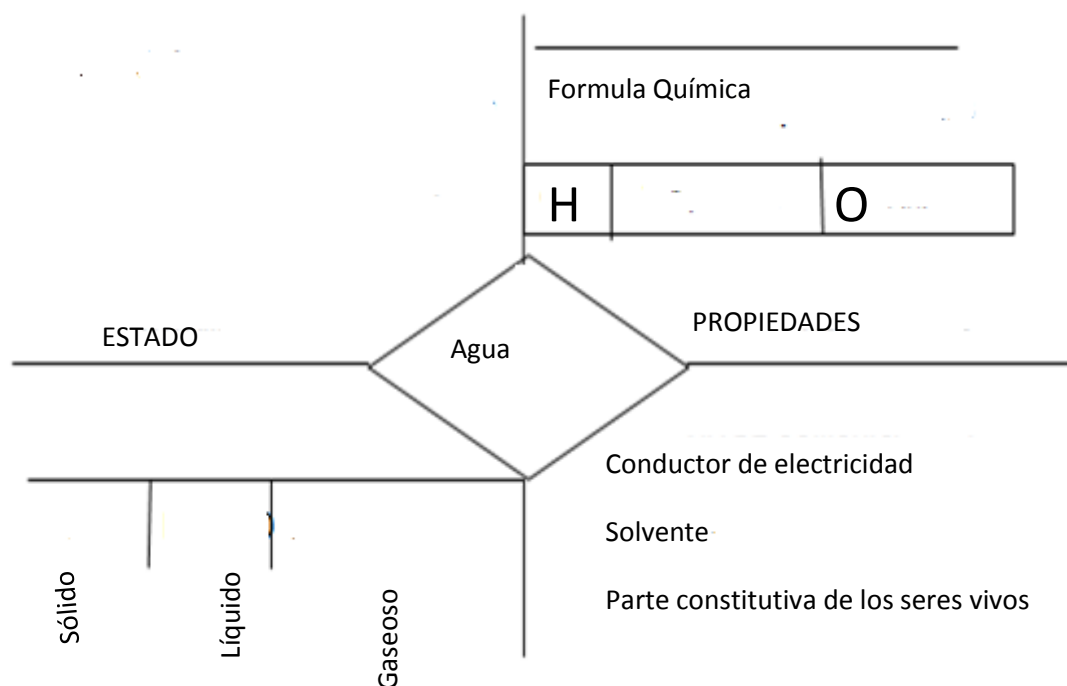 Formula Química
H O
ESTADO
PROPIEDADES
Agua
Conductor de electricidad
Solvente
Parte constitutiva de los seres vivos
Sólido
Líquido
Gaseoso